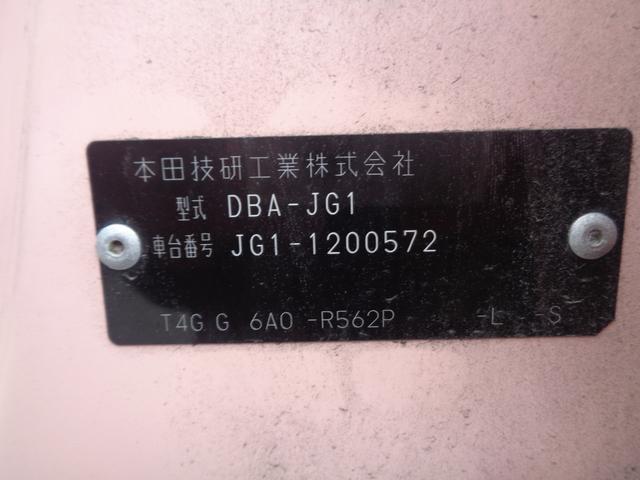 本田技研工業株式会社
型式 DBA-JG1
車台番号 JG1-1200572
T4G G 6A0 -R562P -L -S